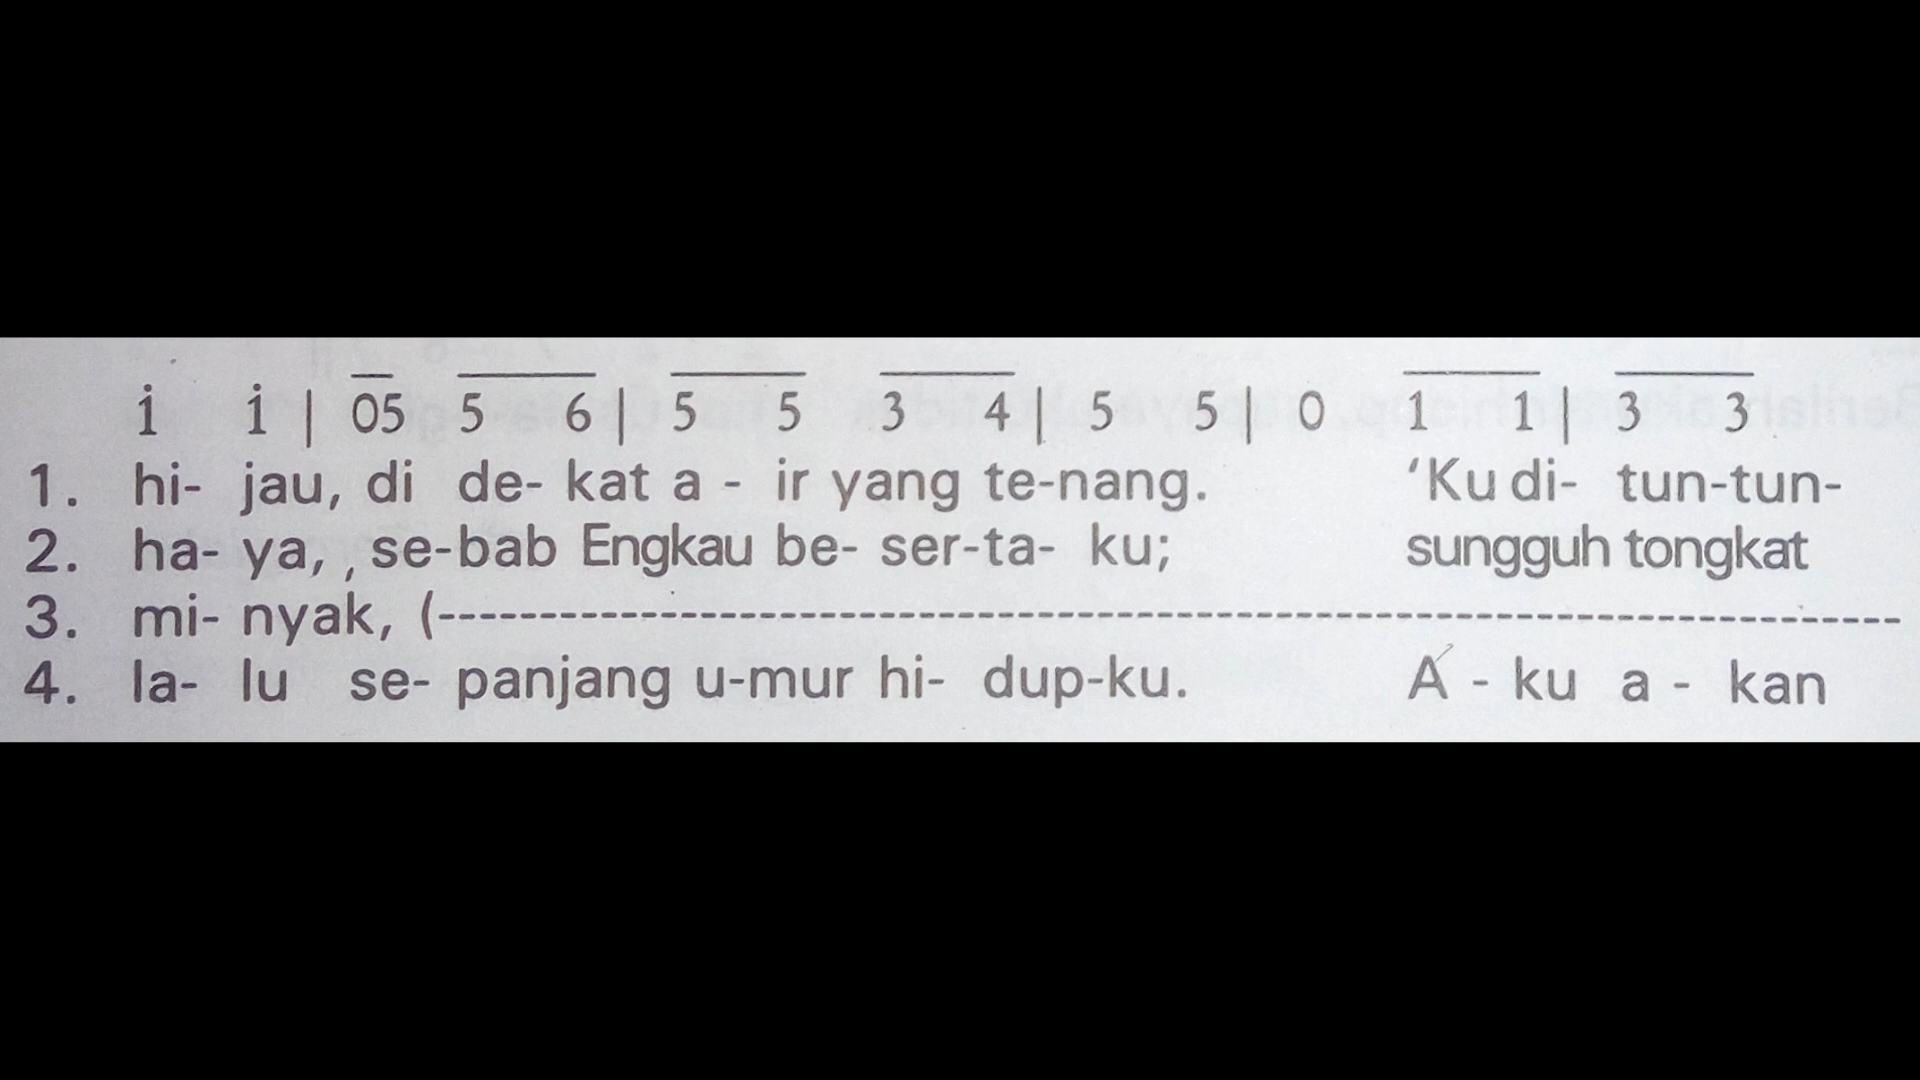 i i | 05 5 6 | 5 5 3 4 | 5 5 | 0 1 1 | 3 3
1. hi- jau, di de- kat a - ir yang te-nang. ‘Ku di- tun-tun-
2. ha- ya, , se-bab Engkau be- ser-ta- ku; sungguh tongkat
3. mi- nyak, (-----------------------------------------------------------------
4. la- lu se- panjang u-mur hi- dup-ku. A - ku a - kan